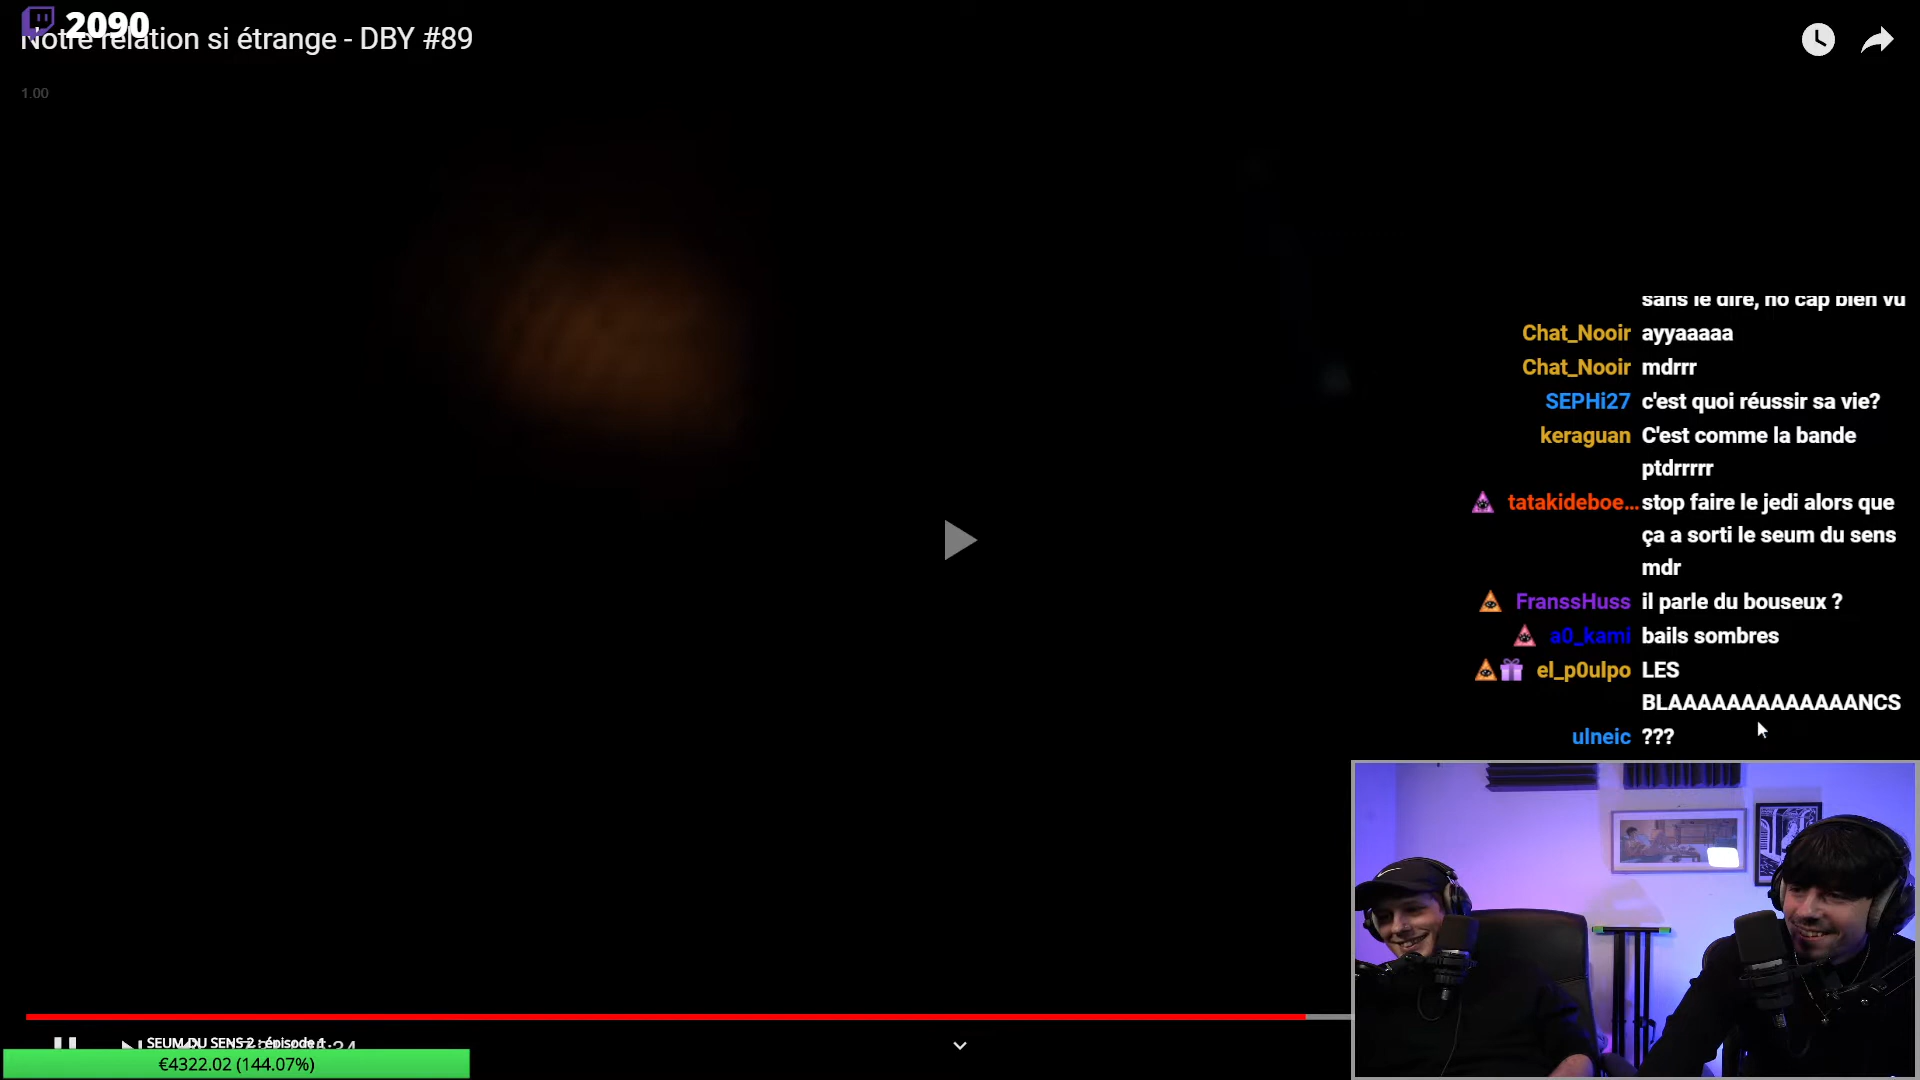 2090
Notre relation si étrange - DBY #89
1.00
sans le dire, no cap bien vu
Chat_Nooir ayyaaaaa
Chat_Nooir mdrrr
SEPHi27 c'est quoi réussir sa vie?
keraguan C'est comme la bande
ptdrrrrr
tatakideboe... stop faire le jedi alors que
ça a sorti le seum du sens
mdr
FranssHuss il parle du bouseux ?
a0_kami bails sombres
el_p0ulpo LES
BLAAAAAAAAAAAAANCS
ulneic ???
SEUM DU SENS 2 : épisode 1
€4322.02 (144.07%)